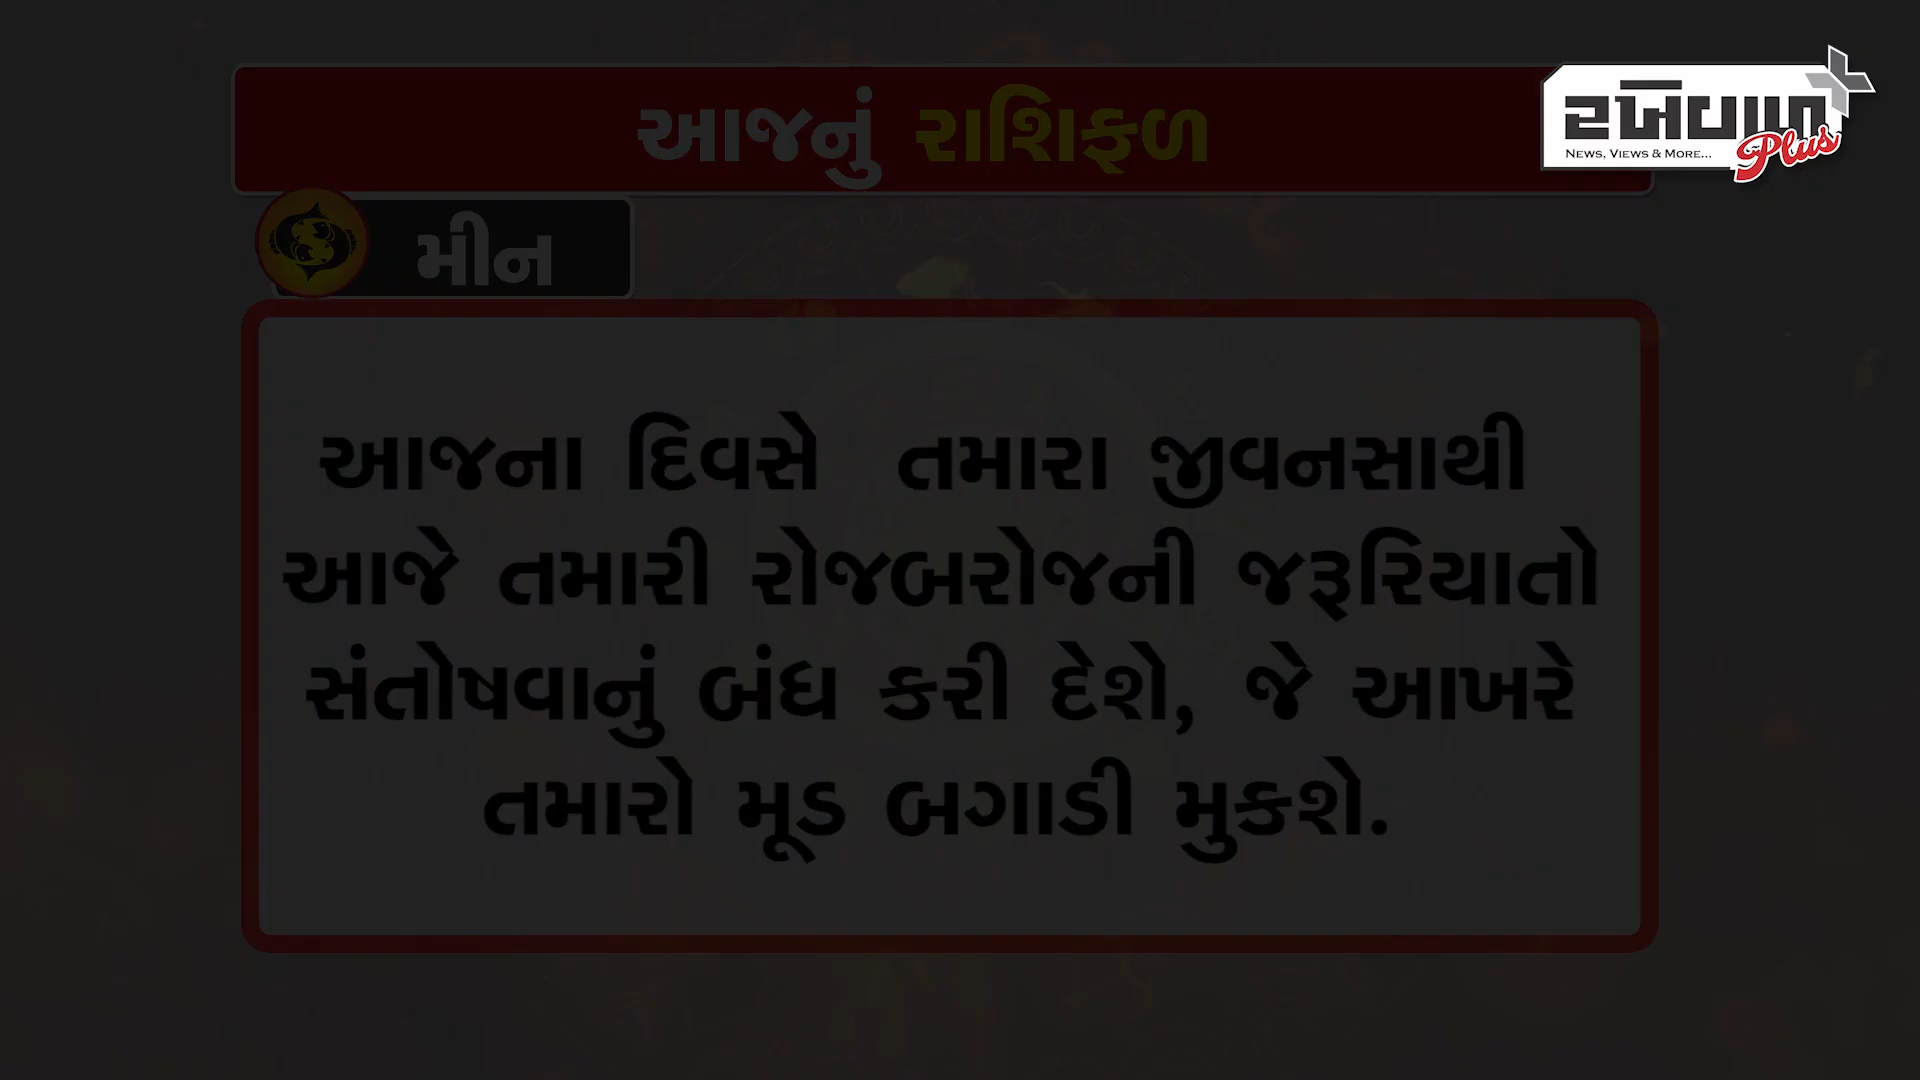 આજનું રાશિફળ
રખેવાળ
NEWS, VIEWS & MORE...
Plus
મીન
આજના દિવસે તમારા જીવનસાથી
આજે તમારી રોજબરોજની જરૂરિયાતો
સંતોષવાનું બંધ કરી દેશે, જે આખરે
તમારો મૂડ બગાડી મુકશે.